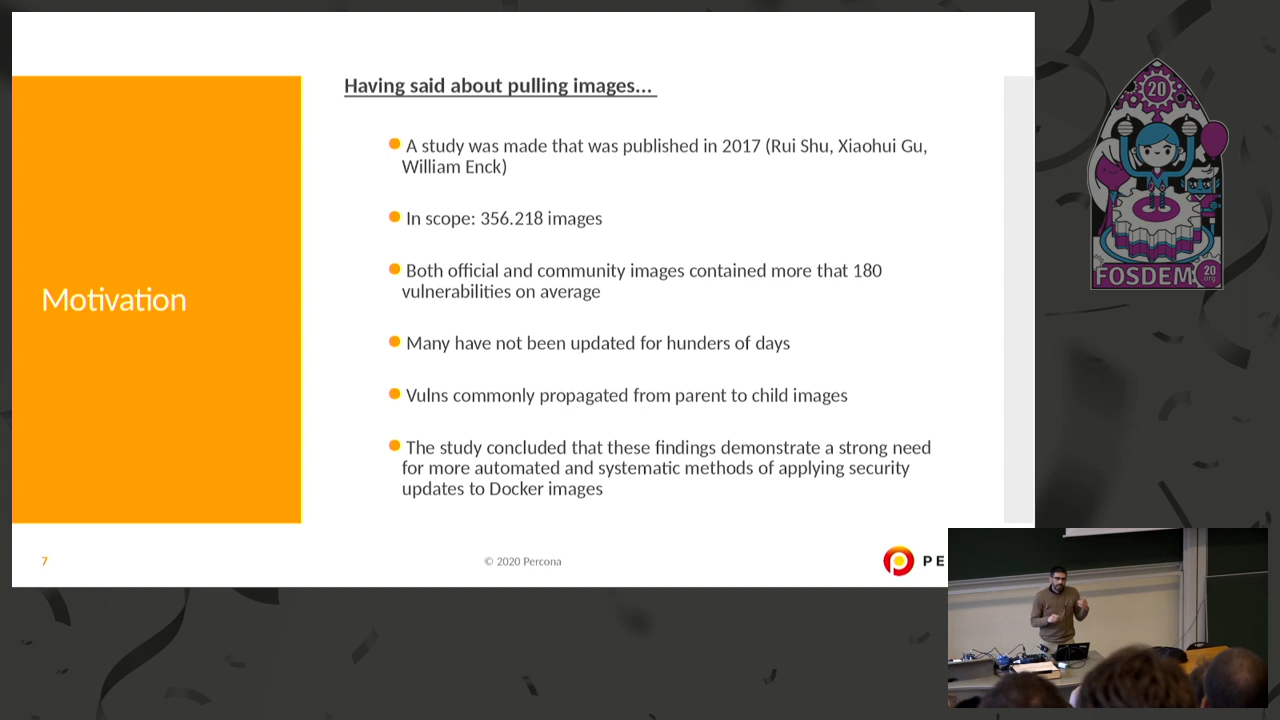 Having said about pulling images...
A study was made that was published in 2017 (Rui Shu, Xiaohui Gu,
William Enck)
In scope: 356.218 images
Both official and community images contained more that 180
vulnerabilities on average
Motivation
Many have not been updated for hunders of days
Vulns commonly propagated from parent to child images
The study concluded that these findings demonstrate a strong need
for more automated and systematic methods of applying security
updates to Docker images
7
© 2020 Percona
PE
20
FOSDEM
20
org